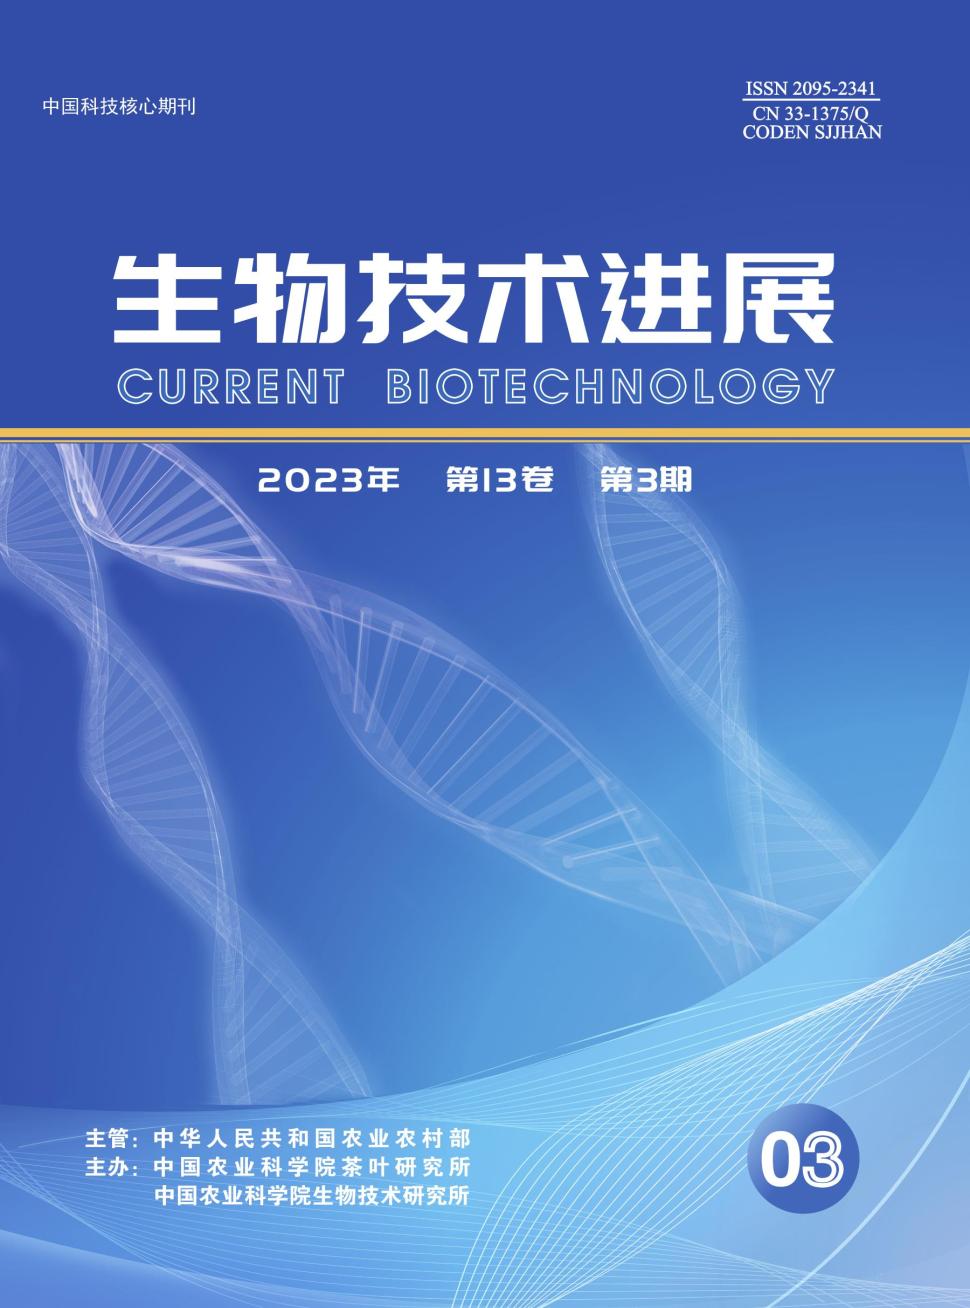 中国科技核心期刊
ISSN 2095-2341
CN 33-1375/Q
CODEN SJJHAN
生物技术进展
CURRENT BIOTECHNOLOGY
2023年 第13卷 第3期
主管：中华人民共和国农业农村部
主办：中国农业科学院茶叶研究所
中国农业科学院生物技术研究所
03